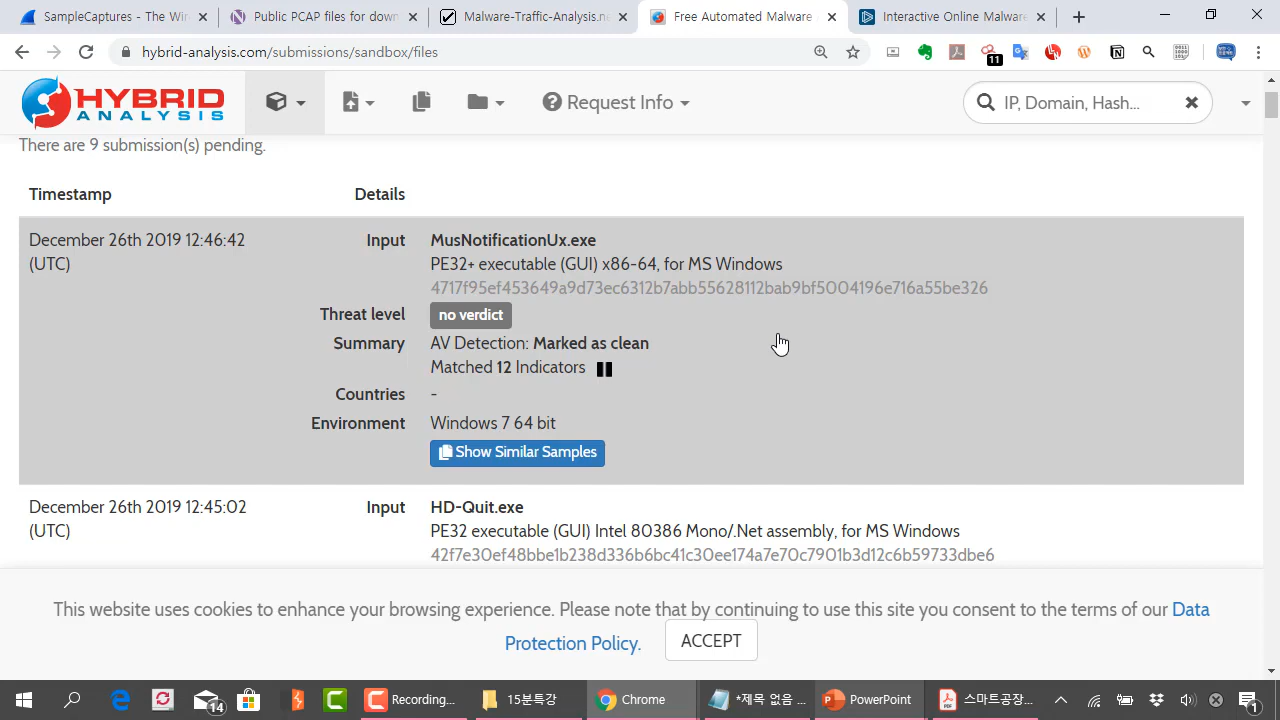 SampleCaptures - The Wi
Public PCAP files for down
Malware-Traffic-Analysis.ne
Free Automated Malware
Interactive Online Malware
hybrid-analysis.com/submissions/sandbox/files
11
HYBRID
ANALYSIS
Request Info
IP, Domain, Hash...
There are 9 submission(s) pending.
Timestamp
Details
December 26th 2019 12:46:42
(UTC)
Input
MusNotificationUx.exe
PE32+ executable (GUI) x86-64, for MS Windows
4717f95ef453649a9d73ec6312b7abb55628112bab9bf5004196e716a55be326
Threat level
no verdict
Summary
AV Detection: Marked as clean
Matched 12 Indicators
Countries
-
Environment
Windows 7 64 bit
Show Similar Samples
December 26th 2019 12:45:02
(UTC)
Input
HD-Quit.exe
PE32 executable (GUI) Intel 80386 Mono/.Net assembly, for MS Windows
42f7e30ef48bbe1b238d336b6bc41c30ee174a7e70c7901b3d12c6b59733dbe6
This website uses cookies to enhance your browsing experience. Please note that by continuing to use this site you consent to the terms of our Data
Protection Policy.
ACCEPT
14
Recording...
15분특강
Chrome
*제목 없음 ...
PowerPoint
스마트공장...
1